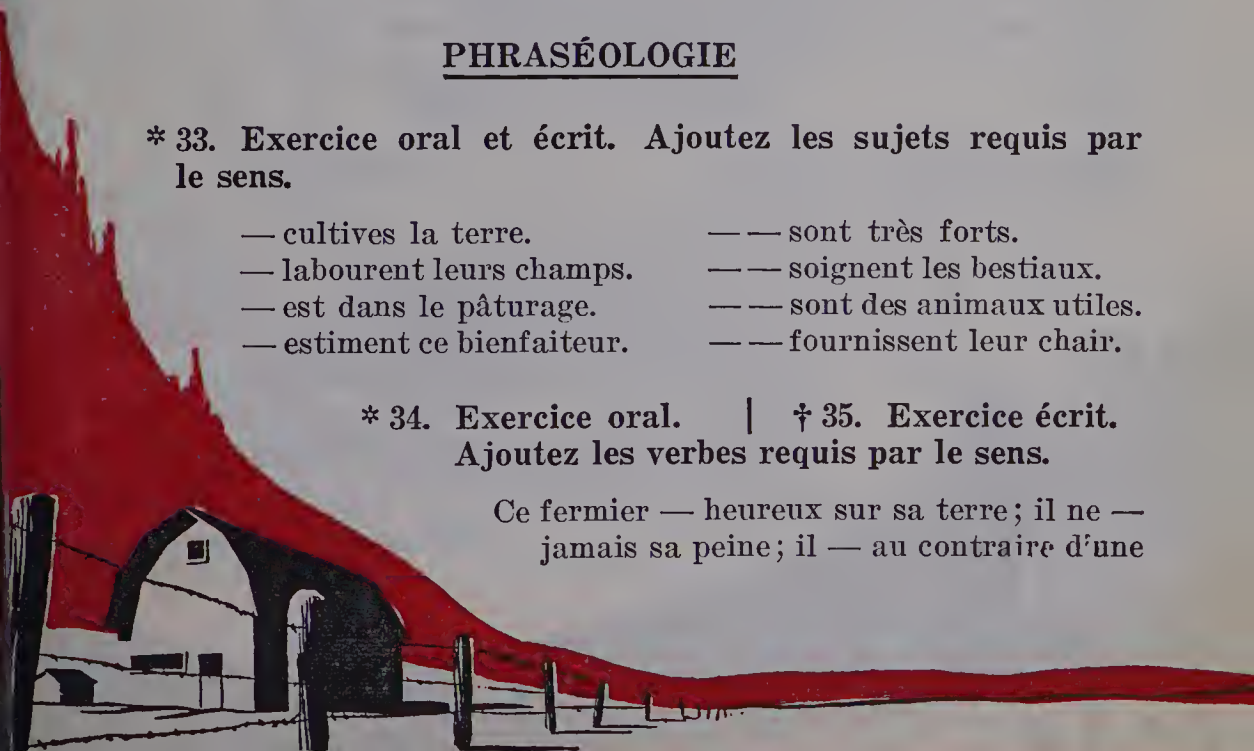 PHRASÉOLOGIE
* 33. Exercice oral et écrit. Ajoutez les sujets requis par
le sens.
— cultives la terre.
— labourent leurs champs.
— est dans le pâturage.
— estiment ce bienfaiteur.
— — sont très forts.
— — soignent les bestiaux.
— — sont des animaux utiles.
— — fournissent leur chair.
* 34. Exercice oral. | † 35. Exercice écrit.
Ajoutez les verbes requis par le sens.
Ce fermier — heureux sur sa terre; il ne —
jamais sa peine; il — au contraire d'une